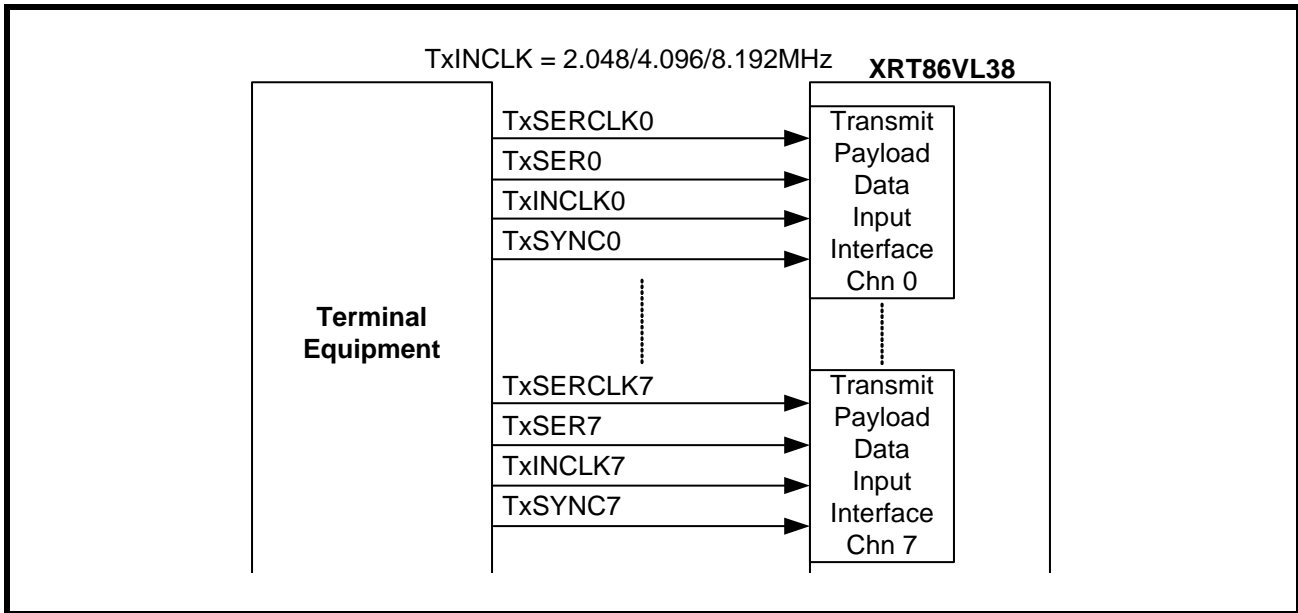 TxINCLK = 2.048/4.096/8.192MHz
XRT86VL38
TxSERCLK0
TxSER0
TxINCLK0
TxSYNC0
Transmit
Payload
Data
Input
Interface
Chn 0
Terminal
Equipment
TxSERCLK7
TxSER7
TxINCLK7
TxSYNC7
Transmit
Payload
Data
Input
Interface
Chn 7